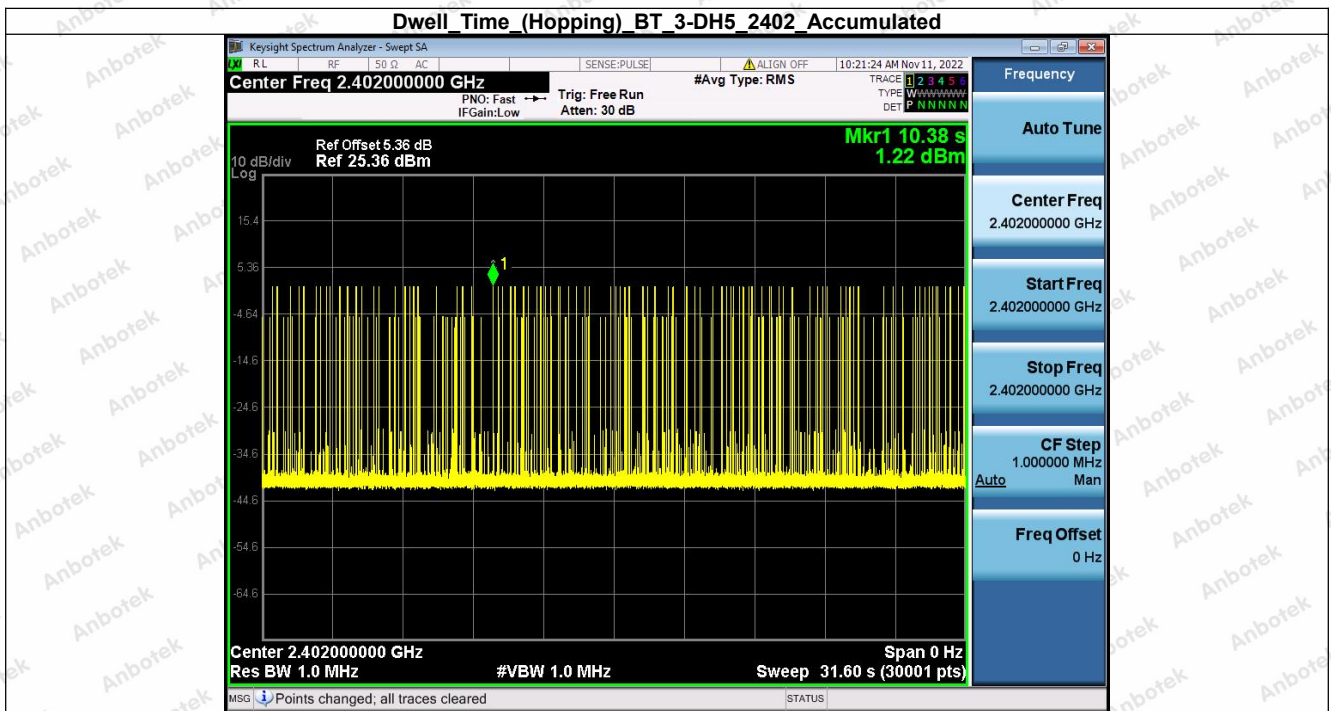 Dwell_Time_(Hopping)_BT_3-DH5_2402_Accumulated
Keysight Spectrum Analyzer - Swept SA
LXI RL RF 50 Ω AC SENSE:PULSE ALIGN OFF 10:21:24 AM Nov 11, 2022
Center Freq 2.402000000 GHz
PNO: Fast
IFGain:Low
Trig: Free Run
Atten: 30 dB
#Avg Type: RMS
TRACE 1 2 3 4 5 6
TYPE WWWWWW
DET P N N N N N
Ref Offset 5.36 dB
10 dB/div Ref 25.36 dBm
Log
Mkr1 10.38 s
1.22 dBm
15.4
5.36
-4.64
-14.6
-24.6
-34.6
-44.6
-54.6
-64.6
1
Center 2.402000000 GHz Span 0 Hz
Res BW 1.0 MHz #VBW 1.0 MHz Sweep 31.60 s (30001 pts)
MSG Points changed; all traces cleared STATUS
Frequency
Auto Tune
Center Freq
2.402000000 GHz
Start Freq
2.402000000 GHz
Stop Freq
2.402000000 GHz
CF Step
1.000000 MHz
Auto Man
Freq Offset
0 Hz
Anbotek